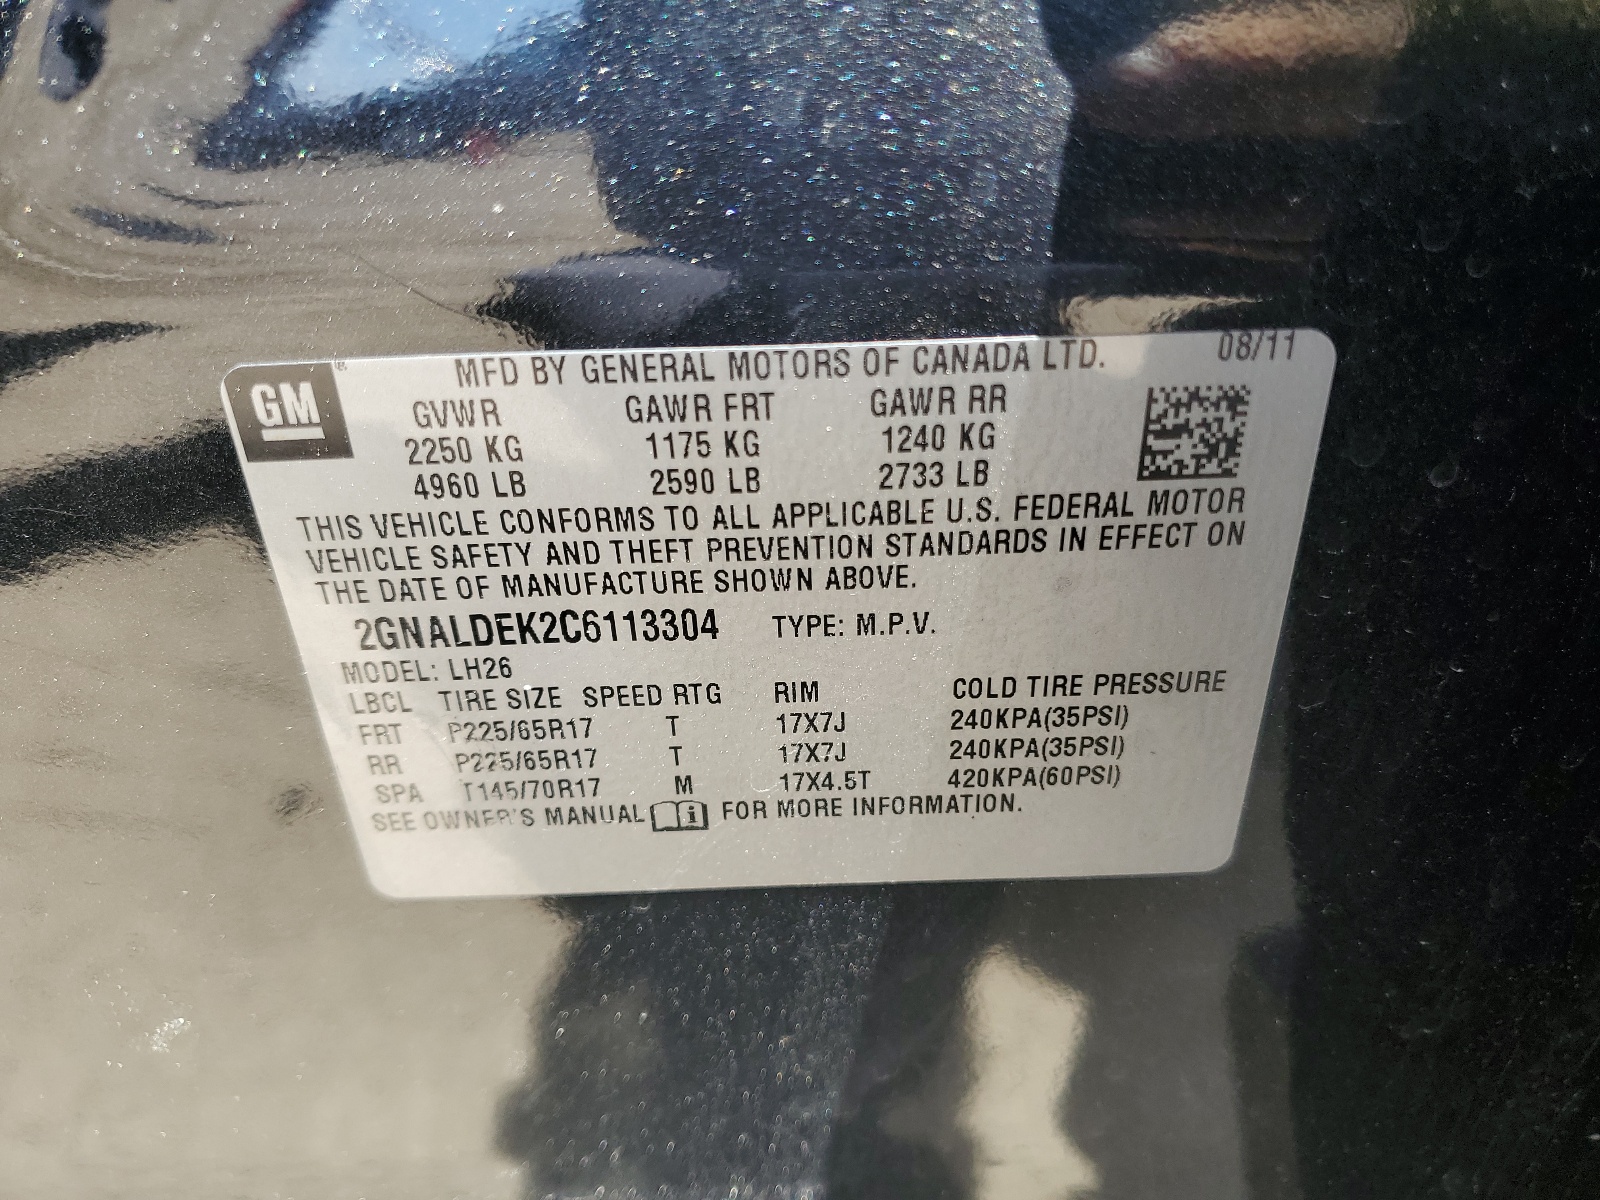 GM®
MFD BY GENERAL MOTORS OF CANADA LTD. 08/11
GVWR GAWR FRT GAWR RR
2250 KG 1175 KG 1240 KG
4960 LB 2590 LB 2733 LB
THIS VEHICLE CONFORMS TO ALL APPLICABLE U.S. FEDERAL MOTOR
VEHICLE SAFETY AND THEFT PREVENTION STANDARDS IN EFFECT ON
THE DATE OF MANUFACTURE SHOWN ABOVE.
2GNALDEK2C6113304 TYPE: M.P.V.
MODEL: LH26
LBCL TIRE SIZE SPEED RTG RIM COLD TIRE PRESSURE
FRT P225/65R17 T 17X7J 240KPA(35PSI)
RR P225/65R17 T 17X7J 240KPA(35PSI)
SPA T145/70R17 M 17X4.5T 420KPA(60PSI)
SEE OWNER'S MANUAL i FOR MORE INFORMATION.